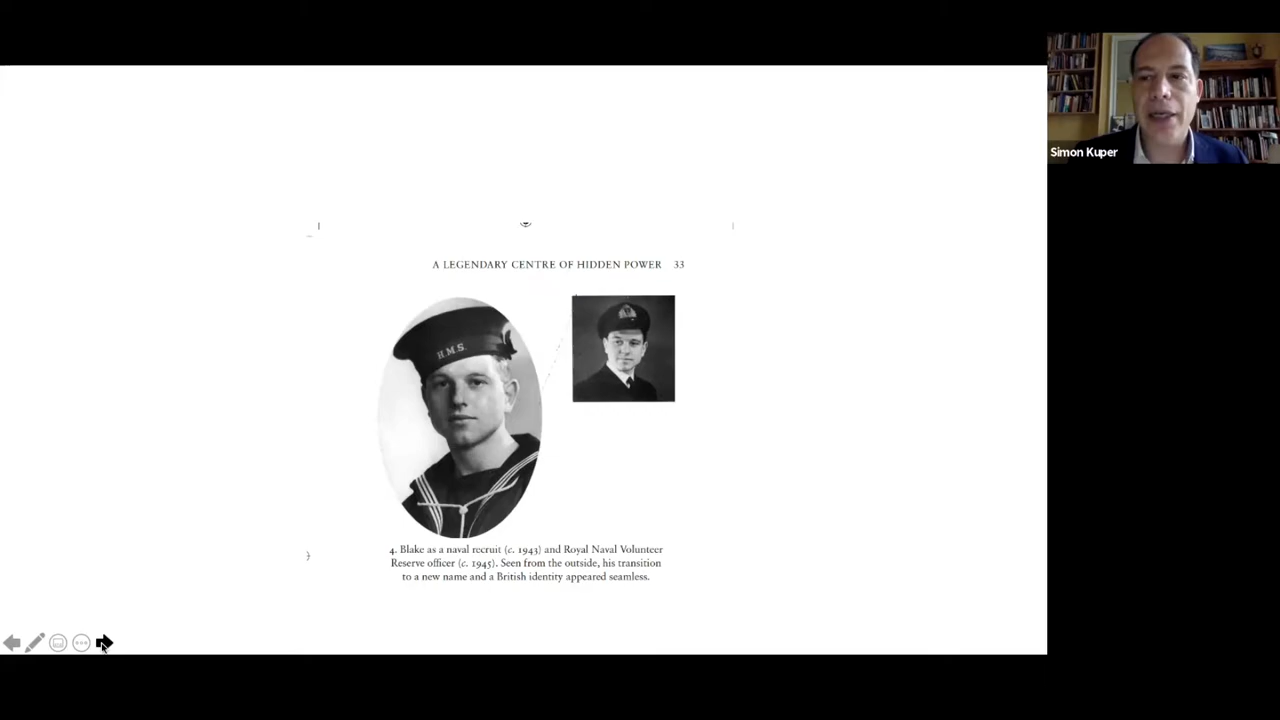 Simon Kuper
A LEGENDARY CENTRE OF HIDDEN POWER 33
H.M.S.
4. Blake as a naval recruit (c. 1943) and Royal Naval Volunteer
Reserve officer (c. 1945). Seen from the outside, his transition
to a new name and a British identity appeared seamless.